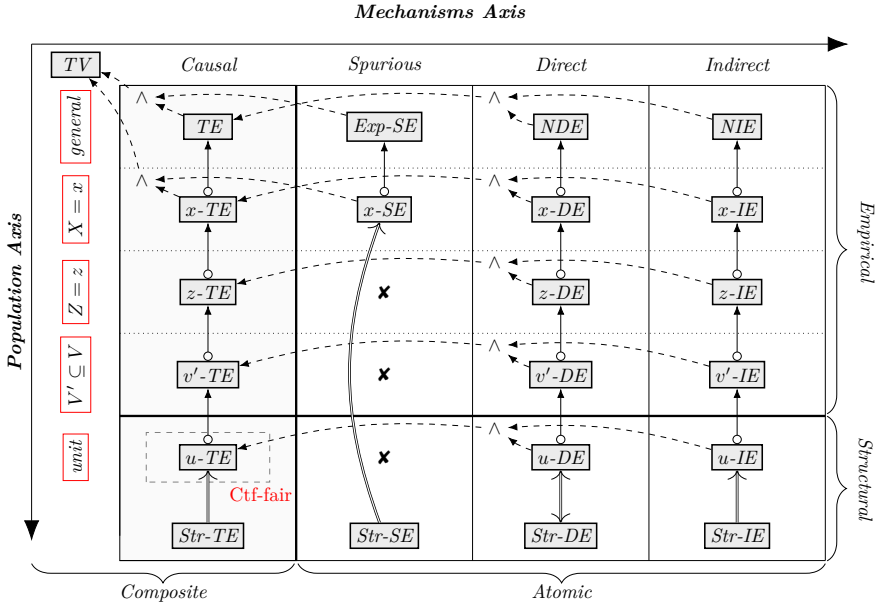 Mechanisms Axis
TV
Causal
Spurious
Direct
Indirect
Population Axis
general
∧
∧
TE
Exp-SE
NDE
NIE
X = x
∧
∧
x-TE
x-SE
x-DE
x-IE
Empirical
Z = z
∧
z-TE
✘
z-DE
z-IE
V′ ⊆ V
∧
v′-TE
✘
v′-DE
v′-IE
unit
∧
u-TE
✘
u-DE
u-IE
Ctf-fair
Structural
Str-TE
Str-SE
Str-DE
Str-IE
Composite
Atomic